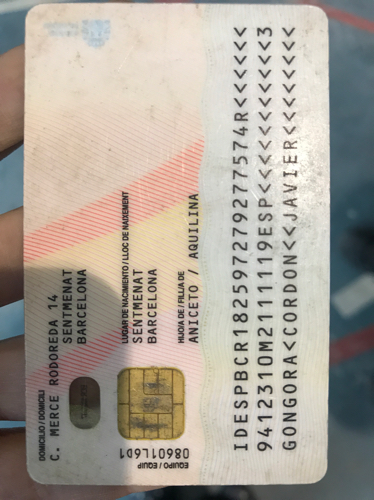 DOMICILIO / DOMICILI
C. MERCE RODOREDA 14
SENTMENAT
BARCELONA
LUGAR DE NACIMIENTO / LLOC DE NAIXEMENT
SENTMENAT
BARCELONA
HIJO/A DE / FILL/A DE
ANICETO / AQUILINA
EQUIPO / EQUIP
08601L6D1
IDESPBCR182597279277574R<<<<<<
9412310M2111119ESP<<<<<<<<<<<3
GONGORA<CORDON<<JAVIER<<<<<<<<